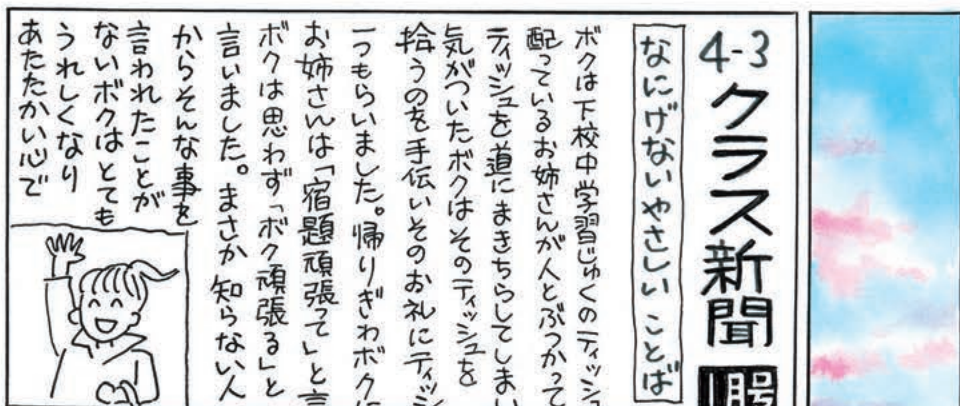 4-3クラス新聞
なにげないやさしいことば
ボクは下校中学習じゅくのティッシュ
配っているお姉さんが人とぶつかって
ティッシュを道にまきちらしてしまい
気がついたボクはそのティッシュを
拾うのを手伝いそのお礼にティッシ
一つもらいました。帰りぎわボクに
お姉さんは「宿題頑張って」と言
ボクは思わず「ボク頑張る」と
言いました。まさか知らない人
からそんな事を
言われたことが
ないボクはとても
うれしくなり
あたたかい心で